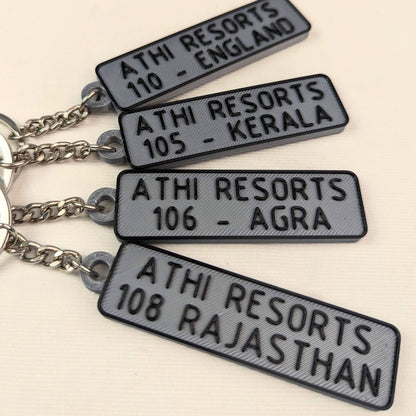 ATHI RESORTS
110 - ENGLAND
ATHI RESORTS
105 - KERALA
ATHI RESORTS
106 - AGRA
ATHI RESORTS
108 RAJASTHAN